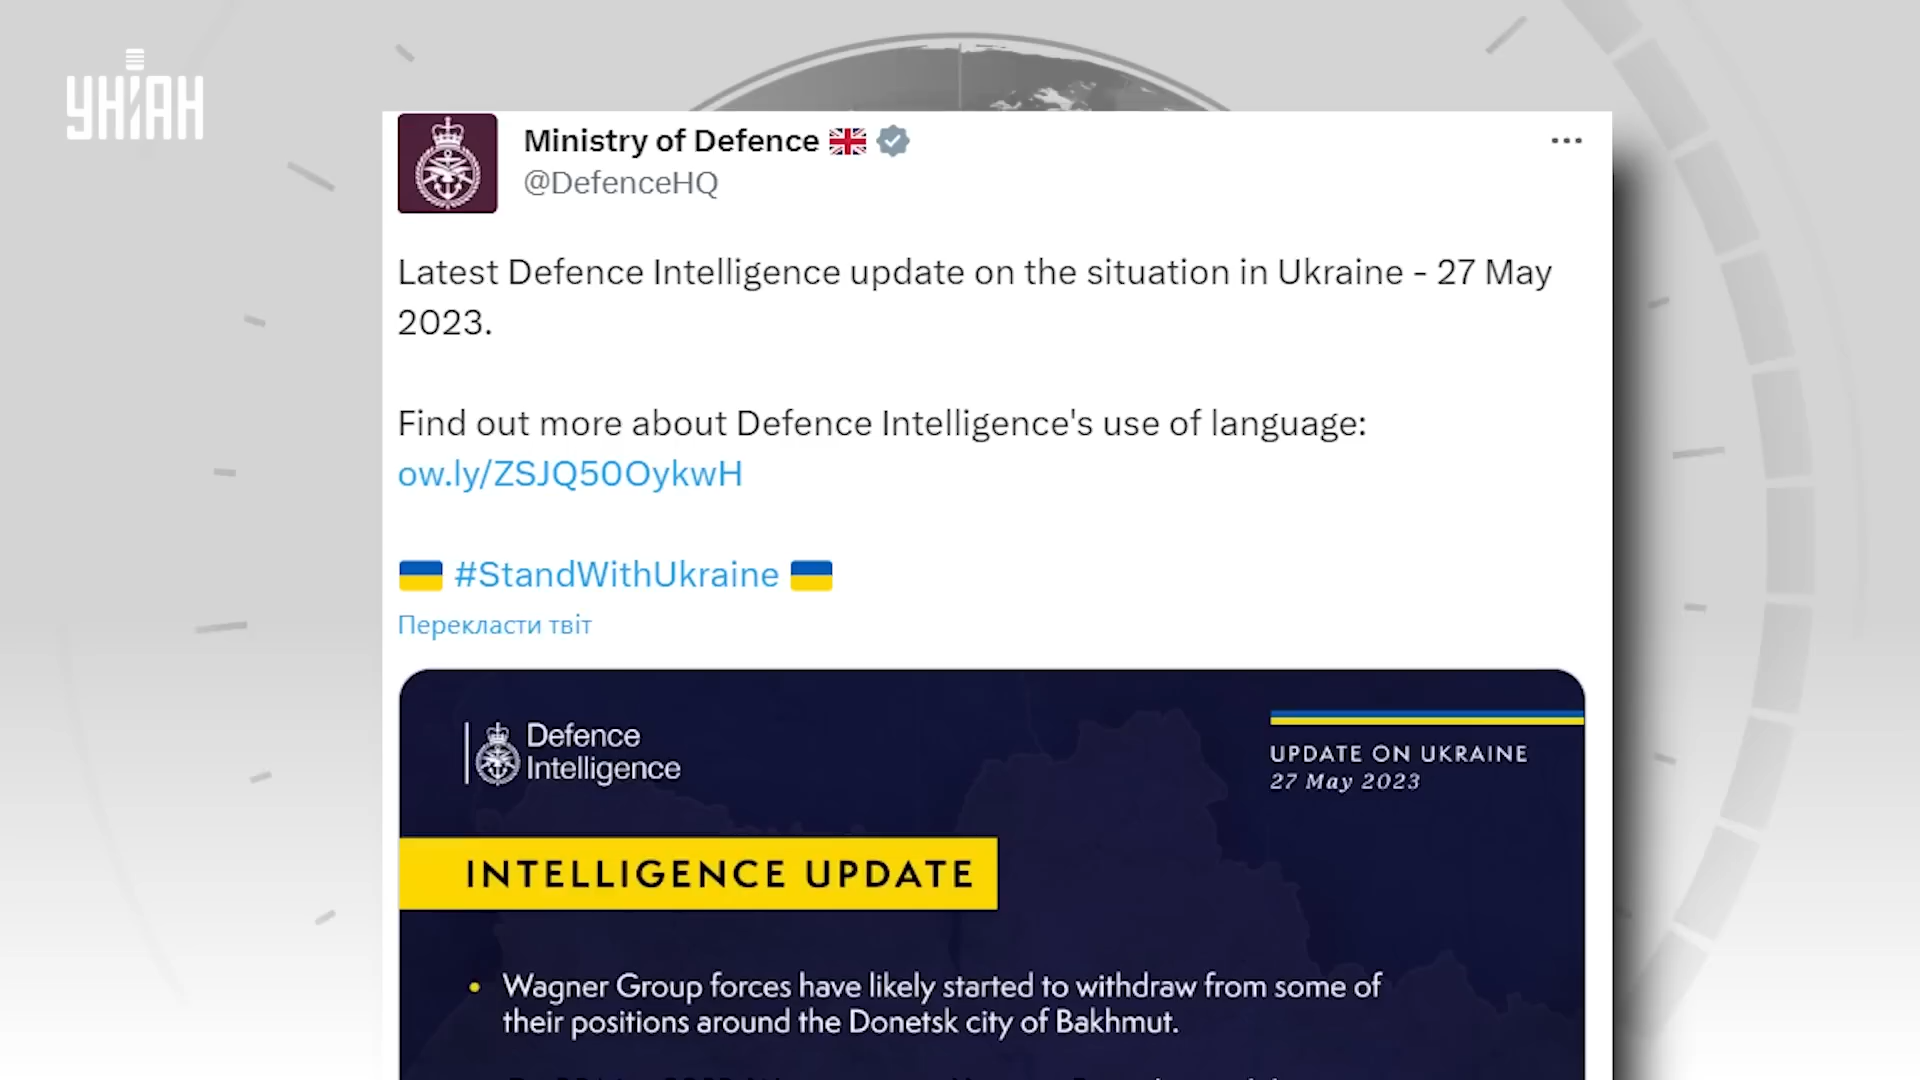 УНІАН
Ministry of Defence 🇬🇧
@DefenceHQ
Latest Defence Intelligence update on the situation in Ukraine - 27 May
2023.
Find out more about Defence Intelligence's use of language:
ow.ly/ZSJQ50OykwH
🇺🇦 #StandWithUkraine 🇺🇦
Перекласти твіт
Defence
Intelligence
UPDATE ON UKRAINE
27 May 2023
INTELLIGENCE UPDATE
• Wagner Group forces have likely started to withdraw from some of
their positions around the Donetsk city of Bakhmut.